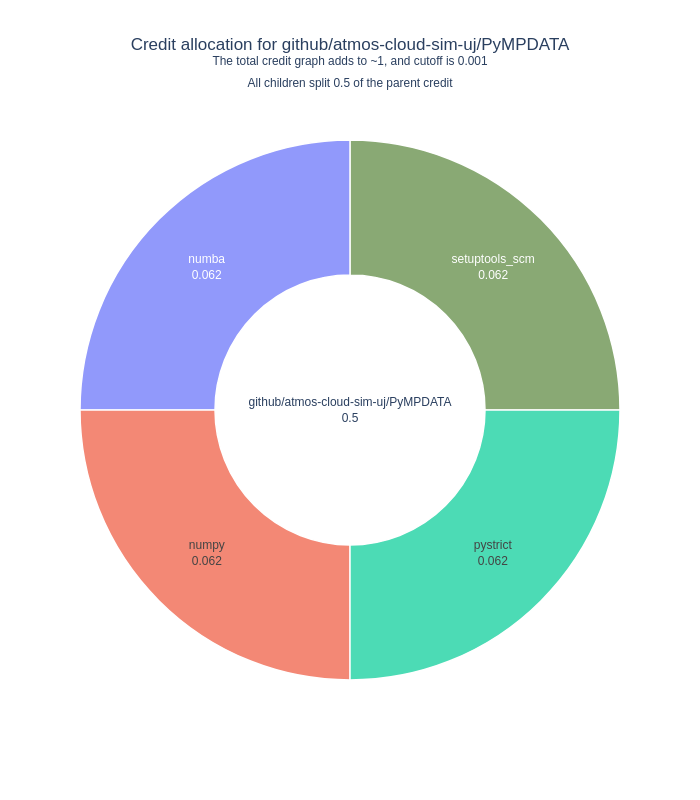 Credit allocation for github/atmos-cloud-sim-uj/PyMPDATA
The total credit graph adds to ~1, and cutoff is 0.001
All children split 0.5 of the parent credit
numba
0.062
setuptools_scm
0.062
github/atmos-cloud-sim-uj/PyMPDATA
0.5
numpy
0.062
pystrict
0.062